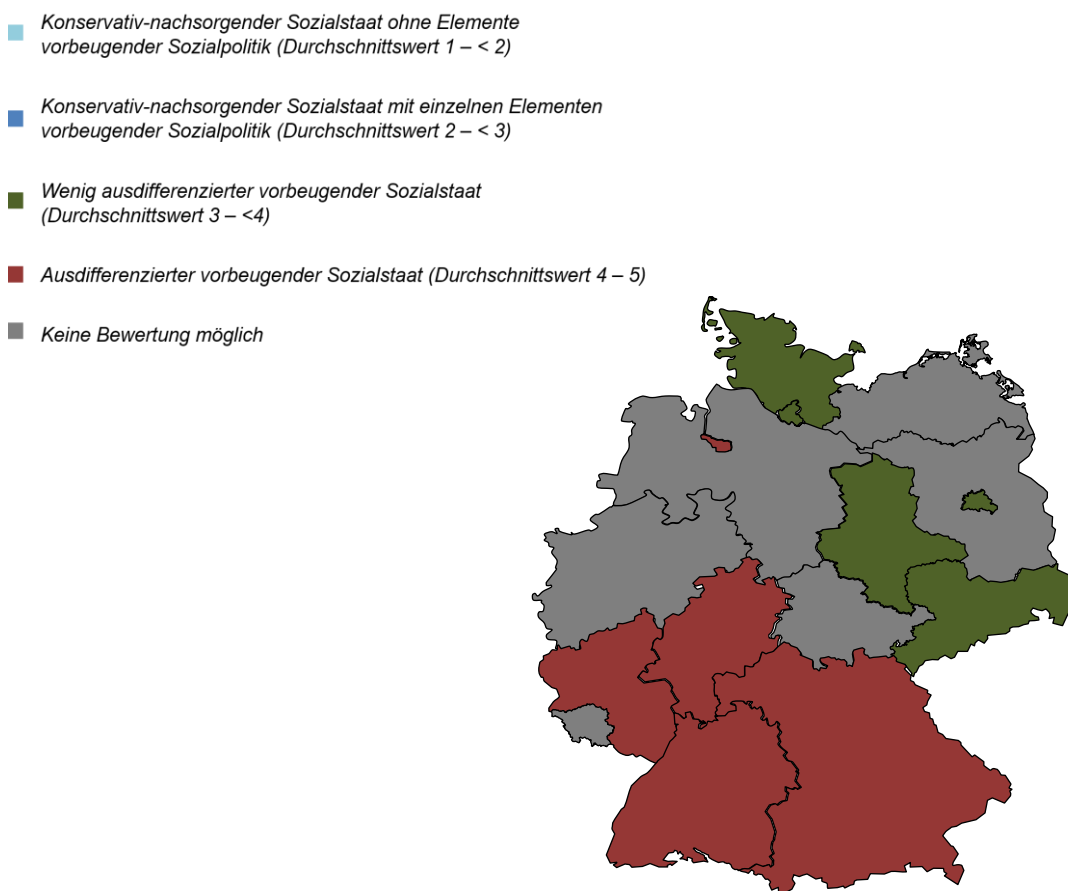 Konservativ-nachsorgender Sozialstaat ohne Elemente
vorbeugender Sozialpolitik (Durchschnittswert 1 – < 2)
Konservativ-nachsorgender Sozialstaat mit einzelnen Elementen
vorbeugender Sozialpolitik (Durchschnittswert 2 – < 3)
Wenig ausdifferenzierter vorbeugender Sozialstaat
(Durchschnittswert 3 – <4)
Ausdifferenzierter vorbeugender Sozialstaat (Durchschnittswert 4 – 5)
Keine Bewertung möglich